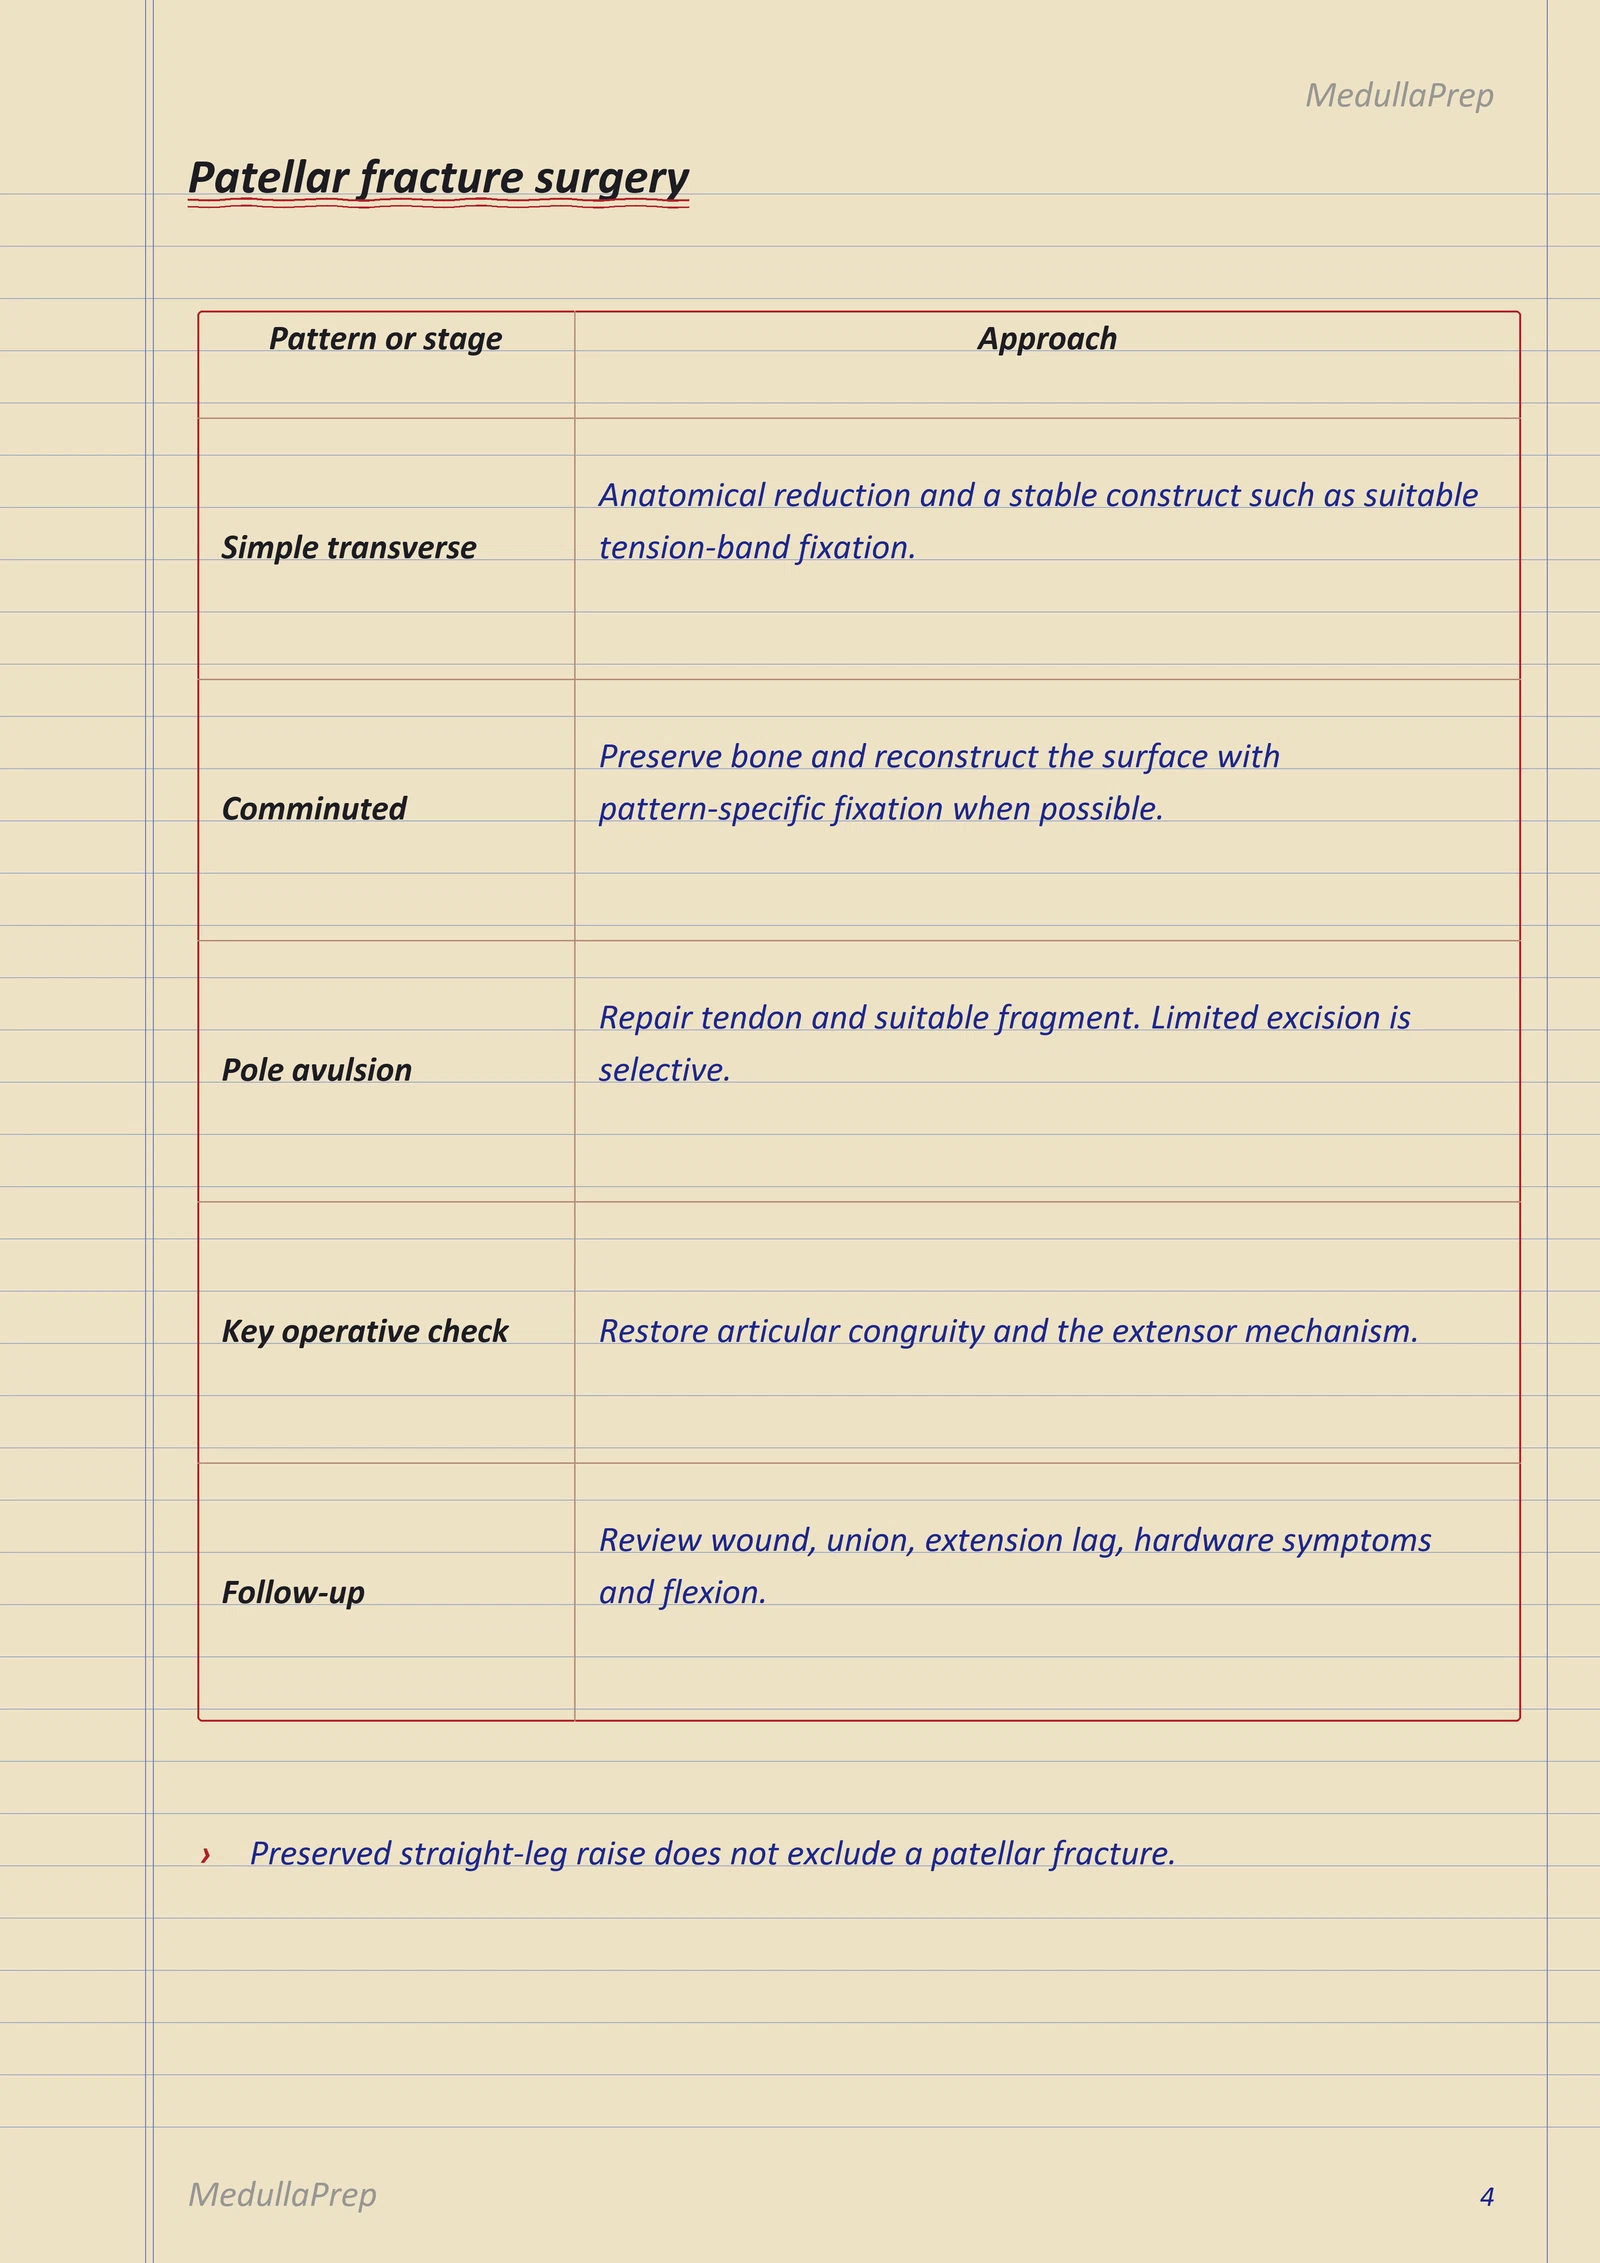 MedullaPrep
Patellar fracture surgery
Pattern or stage
Approach
Simple transverse
Anatomical reduction and a stable construct such as suitable
tension-band fixation.
Comminuted
Preserve bone and reconstruct the surface with
pattern-specific fixation when possible.
Pole avulsion
Repair tendon and suitable fragment. Limited excision is
selective.
Key operative check
Restore articular congruity and the extensor mechanism.
Follow-up
Review wound, union, extension lag, hardware symptoms
and flexion.
› Preserved straight-leg raise does not exclude a patellar fracture.
MedullaPrep
4